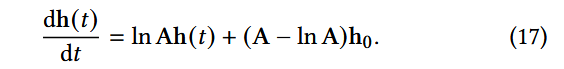 dh(t)/dt = ln Ah(t) + (A − ln A)h₀. (17)